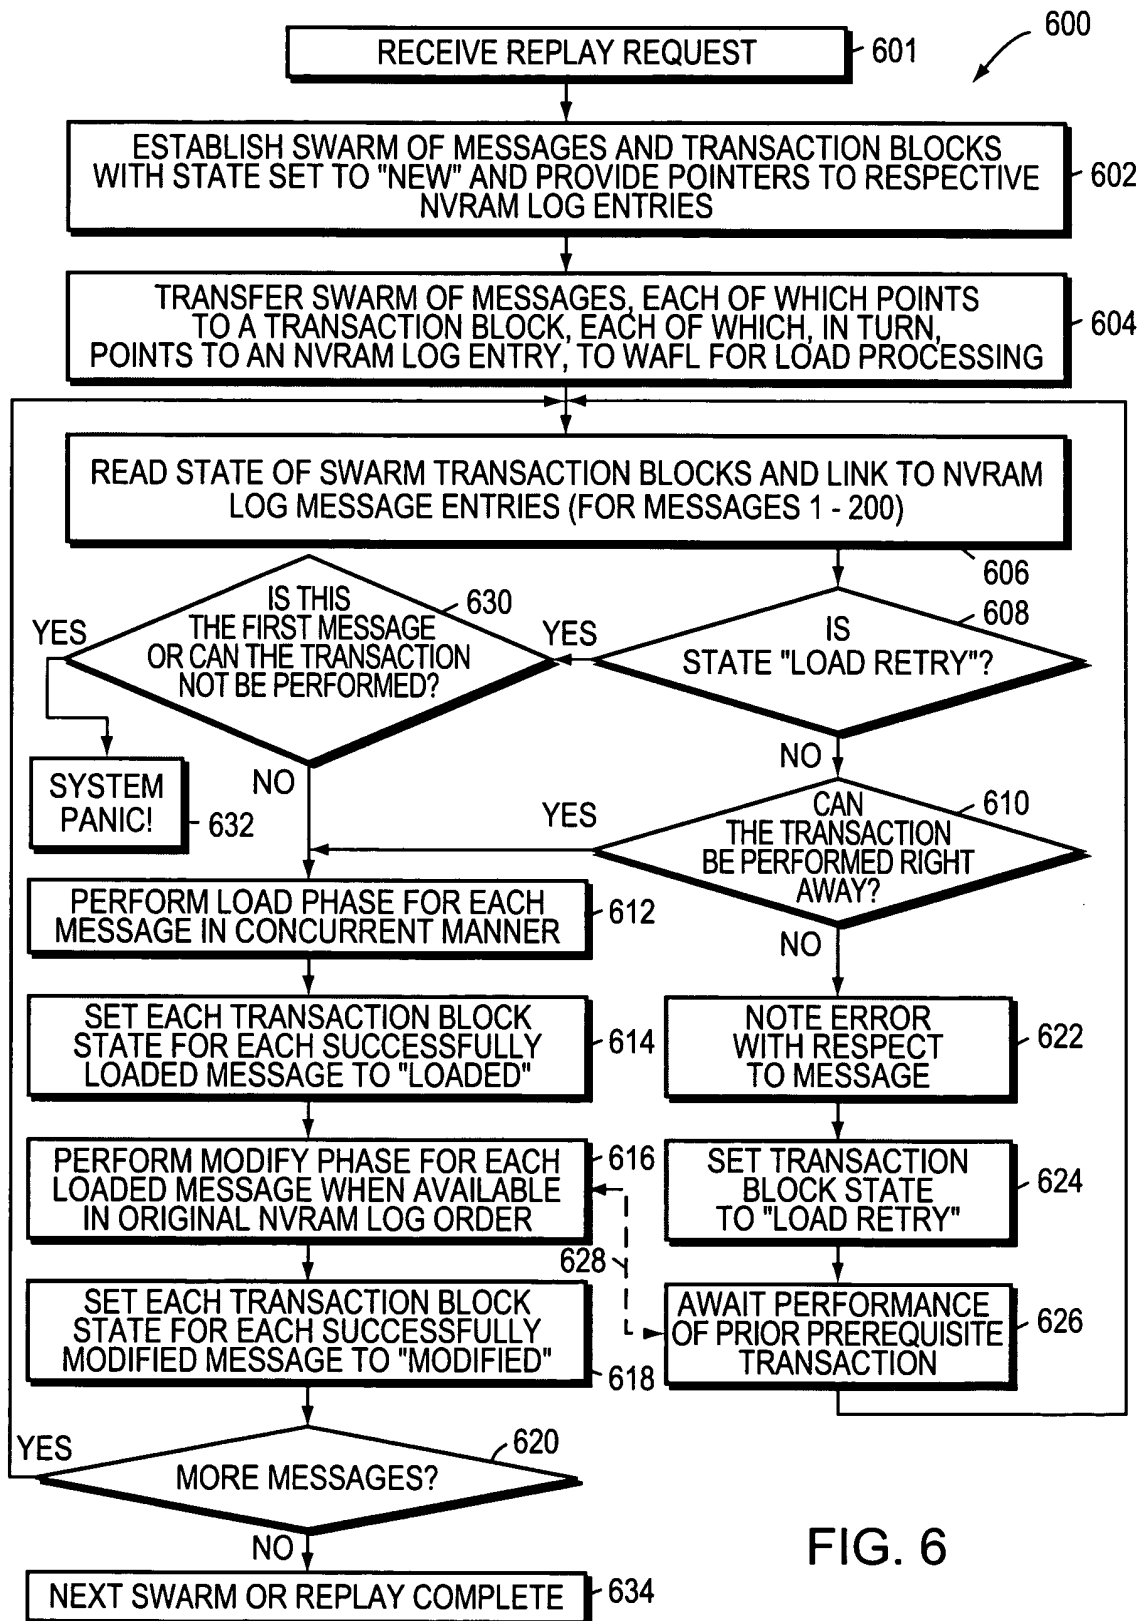 600
RECEIVE REPLAY REQUEST
601
ESTABLISH SWARM OF MESSAGES AND TRANSACTION BLOCKS
WITH STATE SET TO "NEW" AND PROVIDE POINTERS TO RESPECTIVE
NVRAM LOG ENTRIES
602
TRANSFER SWARM OF MESSAGES, EACH OF WHICH POINTS
TO A TRANSACTION BLOCK, EACH OF WHICH, IN TURN,
POINTS TO AN NVRAM LOG ENTRY, TO WAFL FOR LOAD PROCESSING
604
READ STATE OF SWARM TRANSACTION BLOCKS AND LINK TO NVRAM
LOG MESSAGE ENTRIES (FOR MESSAGES 1 - 200)
606
IS
STATE "LOAD RETRY"?
608
YES
NO
IS THIS
THE FIRST MESSAGE
OR CAN THE TRANSACTION
NOT BE PERFORMED?
630
YES
NO
SYSTEM
PANIC!
632
CAN
THE TRANSACTION
BE PERFORMED RIGHT
AWAY?
610
YES
NO
PERFORM LOAD PHASE FOR EACH
MESSAGE IN CONCURRENT MANNER
612
SET EACH TRANSACTION BLOCK
STATE FOR EACH SUCCESSFULLY
LOADED MESSAGE TO "LOADED"
614
PERFORM MODIFY PHASE FOR EACH
LOADED MESSAGE WHEN AVAILABLE
IN ORIGINAL NVRAM LOG ORDER
616
SET EACH TRANSACTION BLOCK
STATE FOR EACH SUCCESSFULLY
MODIFIED MESSAGE TO "MODIFIED"
618
NOTE ERROR
WITH RESPECT
TO MESSAGE
622
SET TRANSACTION
BLOCK STATE
TO "LOAD RETRY"
624
628
AWAIT PERFORMANCE
OF PRIOR PREREQUISITE
TRANSACTION
626
MORE MESSAGES?
620
YES
NO
NEXT SWARM OR REPLAY COMPLETE
634
FIG. 6